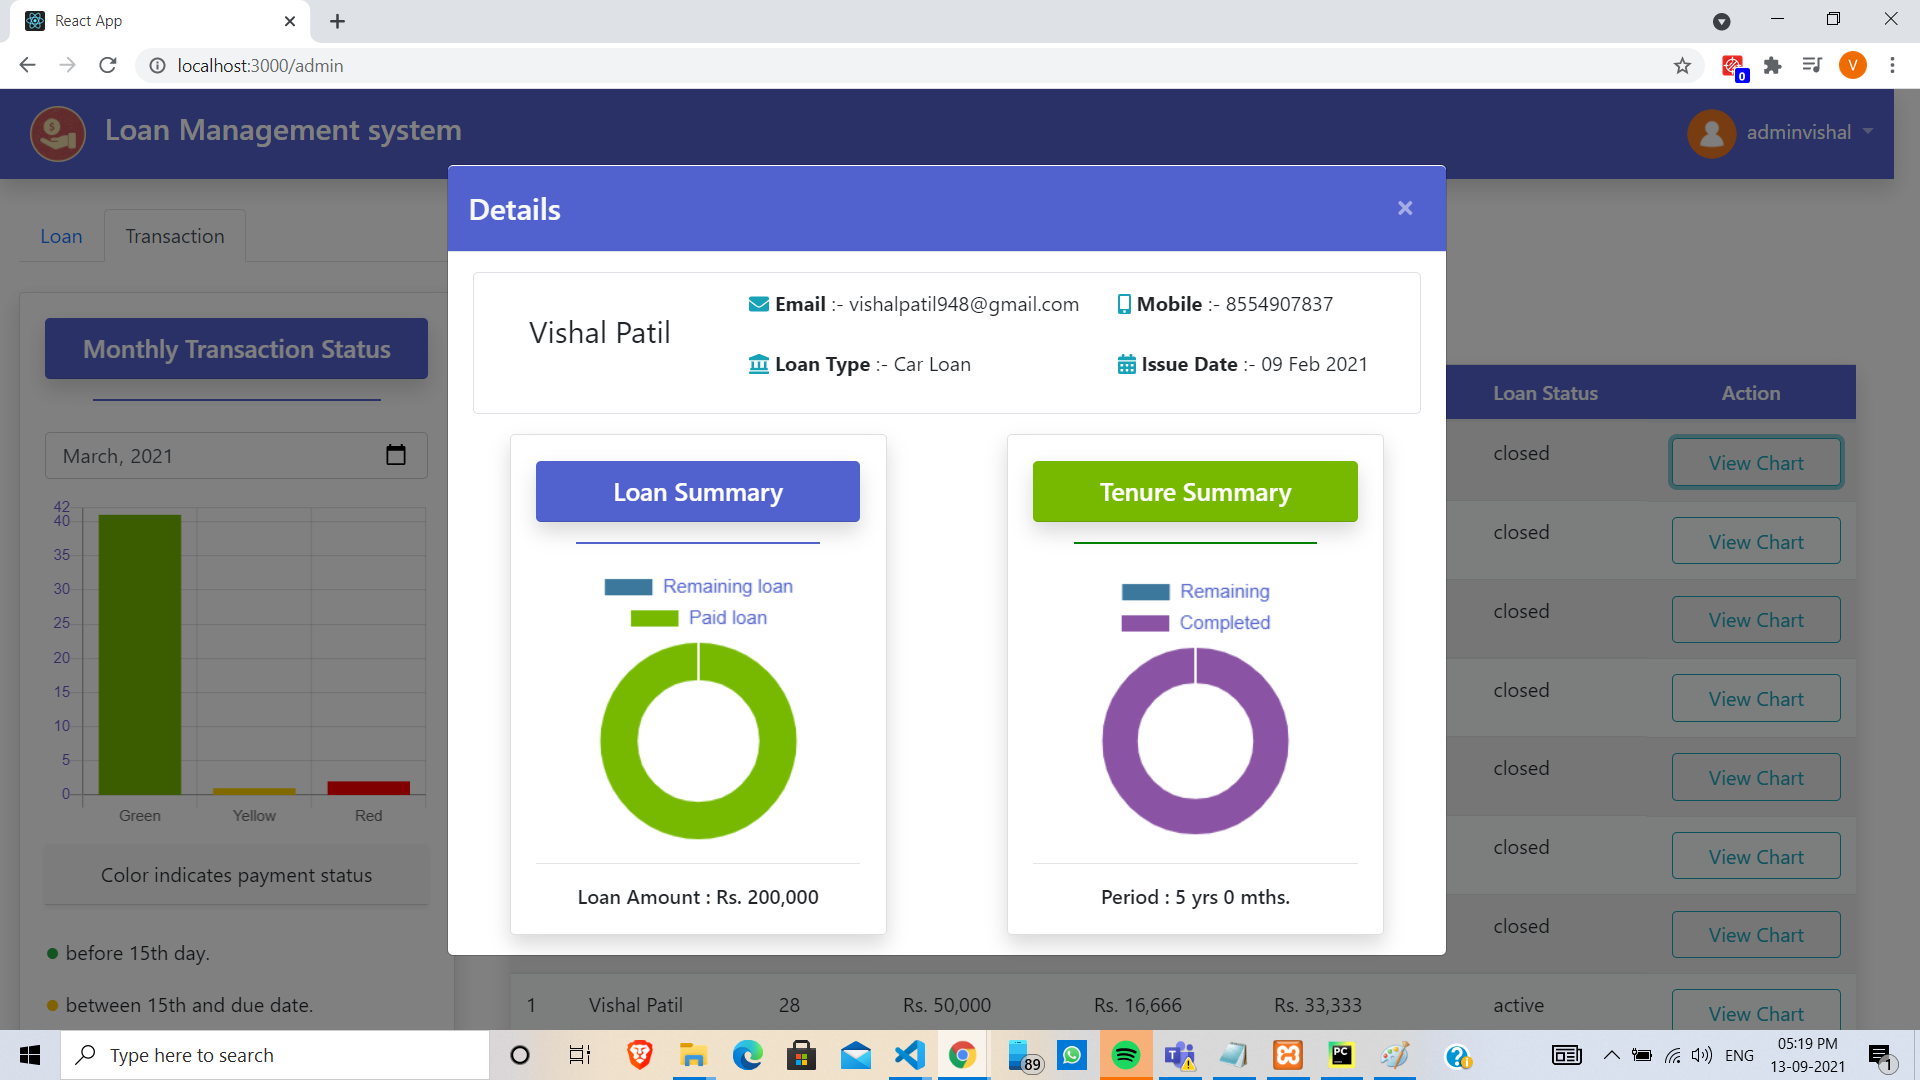 React App
localhost:3000/admin
0
V
Loan Management system
adminvishal
Loan
Transaction
Details
×
Vishal Patil
Email :- vishalpatil948@gmail.com
Mobile :- 8554907837
Loan Type :- Car Loan
Issue Date :- 09 Feb 2021
Monthly Transaction Status
March, 2021
42
40
35
30
25
20
15
10
5
0
Green
Yellow
Red
Color indicates payment status
before 15th day.
between 15th and due date.
Loan Summary
Remaining loan
Paid loan
Loan Amount : Rs. 200,000
Tenure Summary
Remaining
Completed
Period : 5 yrs 0 mths.
Loan Status
Action
closed
View Chart
closed
View Chart
closed
View Chart
closed
View Chart
closed
View Chart
closed
View Chart
closed
View Chart
1
Vishal Patil
28
Rs. 50,000
Rs. 16,666
Rs. 33,333
active
View Chart
Type here to search
89
PC
ENG
05:19 PM
13-09-2021
1